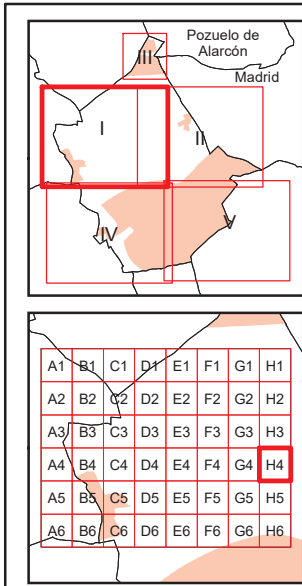 Pozuelo de
Alarcón
Madrid
III
I
II
IV
V
A1 B1 C1 D1 E1 F1 G1 H1
A2 B2 C2 D2 E2 F2 G2 H2
A3 B3 C3 D3 E3 F3 G3 H3
A4 B4 C4 D4 E4 F4 G4 H4
A5 B5 C5 D5 E5 F5 G5 H5
A6 B6 C6 D6 E6 F6 G6 H6